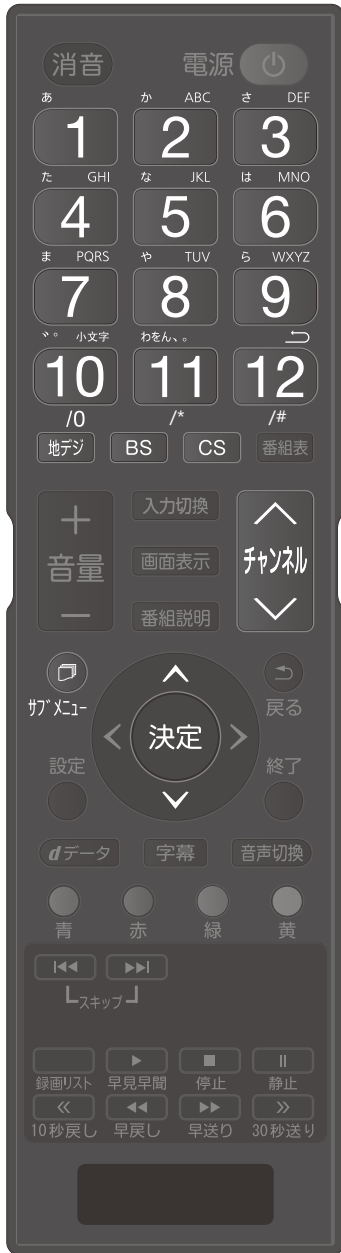 消音 電源
あ か ABC さ DEF
1 2 3
た GHI な JKL は MNO
4 5 6
ま PQRS や TUV ら WXYZ
7 8 9
゛゜ 小文字 わをん、。
10 11 12
/0 /* /#
地デジ BS CS 番組表
+ 入力切換
音量 画面表示 チャンネル
− 番組説明
サブメニュー 戻る
決定
設定 終了
dデータ 字幕 音声切換
青 赤 緑 黄
スキップ
録画リスト 早見早聞 停止 静止
10秒戻し 早戻し 早送り 30秒送り